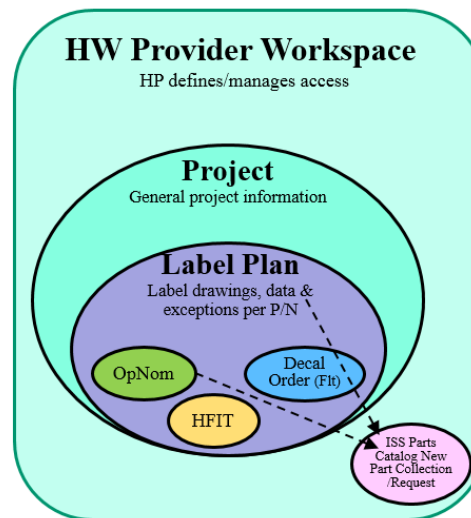 HW Provider Workspace
HP defines/manages access
Project
General project information
Label Plan
Label drawings, data &
exceptions per P/N
OpNom
Decal
Order (Flt)
HFIT
ISS Parts
Catalog New
Part Collection
/Request